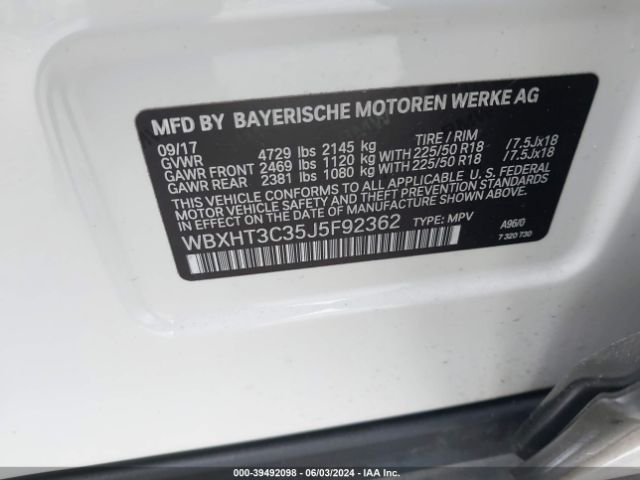 MFD BY BAYERISCHE MOTOREN WERKE AG
09/17 TIRE / RIM
GVWR 4729 lbs 2145 kg
GAWR FRONT 2469 lbs 1120 kg WITH 225/50 R18 /7.5Jx18
GAWR REAR 2381 lbs 1080 kg WITH 225/50 R18 /7.5Jx18
THIS VEHICLE CONFORMS TO ALL APPLICABLE U. S. FEDERAL
MOTOR VEHICLE SAFETY, BUMPER, AND THEFT PREVENTION
STANDARDS IN EFFECT ON THE DATE OF MANUFACTURE SHOWN ABOVE.
WBXHT3C35J5F92362 TYPE: MPV A96/0
7 320 730
000-39492098 - 06/03/2024 - IAA Inc.